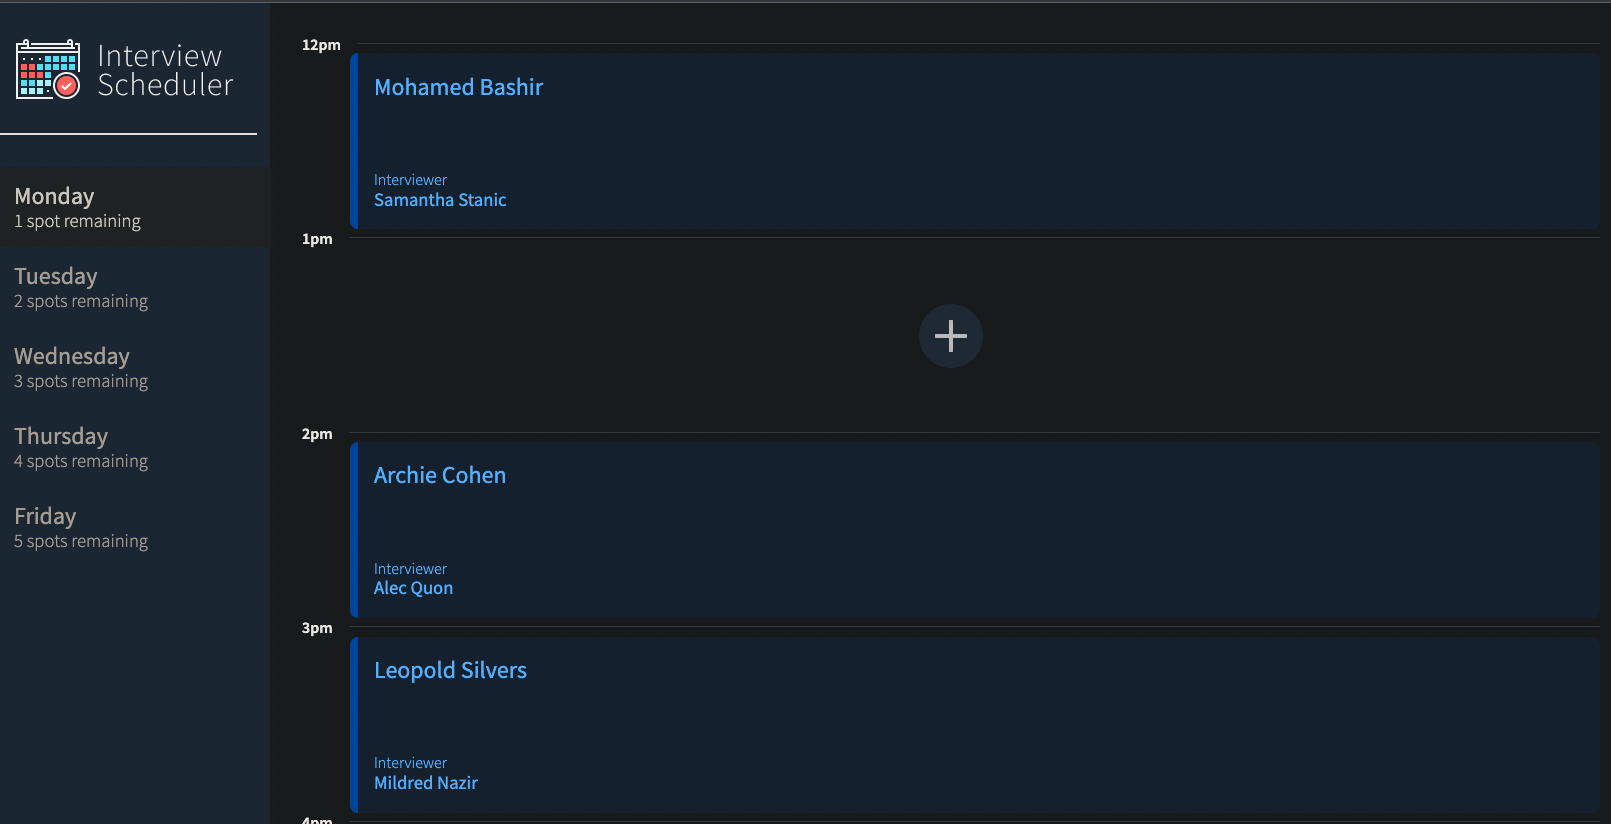 Interview
Scheduler
Monday
1 spot remaining
Tuesday
2 spots remaining
Wednesday
3 spots remaining
Thursday
4 spots remaining
Friday
5 spots remaining
12pm
Mohamed Bashir
Interviewer
Samantha Stanic
1pm
2pm
Archie Cohen
Interviewer
Alec Quon
3pm
Leopold Silvers
Interviewer
Mildred Nazir
4pm